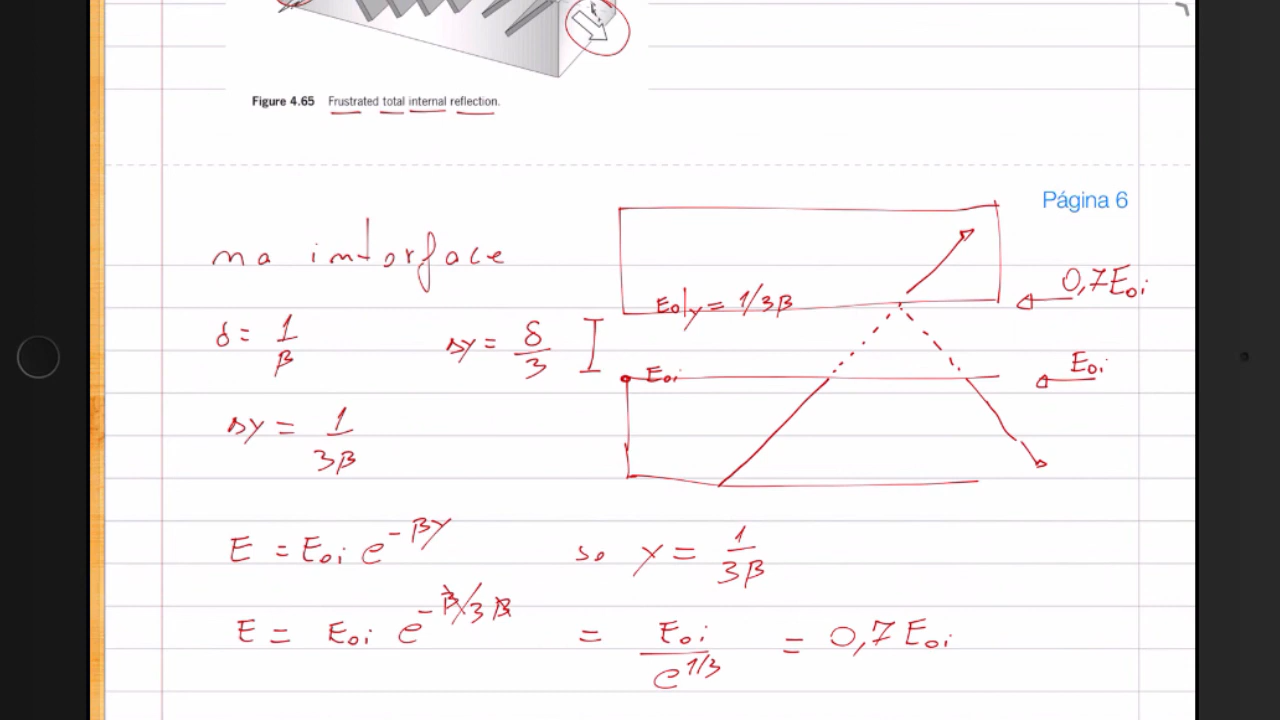 Figure 4.65 Frustrated total internal reflection.
Página 6
na interface
0,7E₀ᵢ
E₀|y = 1/3β
δ = 1/β
Δy = δ/3
E₀ᵢ
E₀ᵢ
Δy = 1/3β
E = E₀ᵢ e^-βy
so y = 1/3β
E = E₀ᵢ e^-β/3β = E₀ᵢ/e^1/3 = 0,7 E₀ᵢ